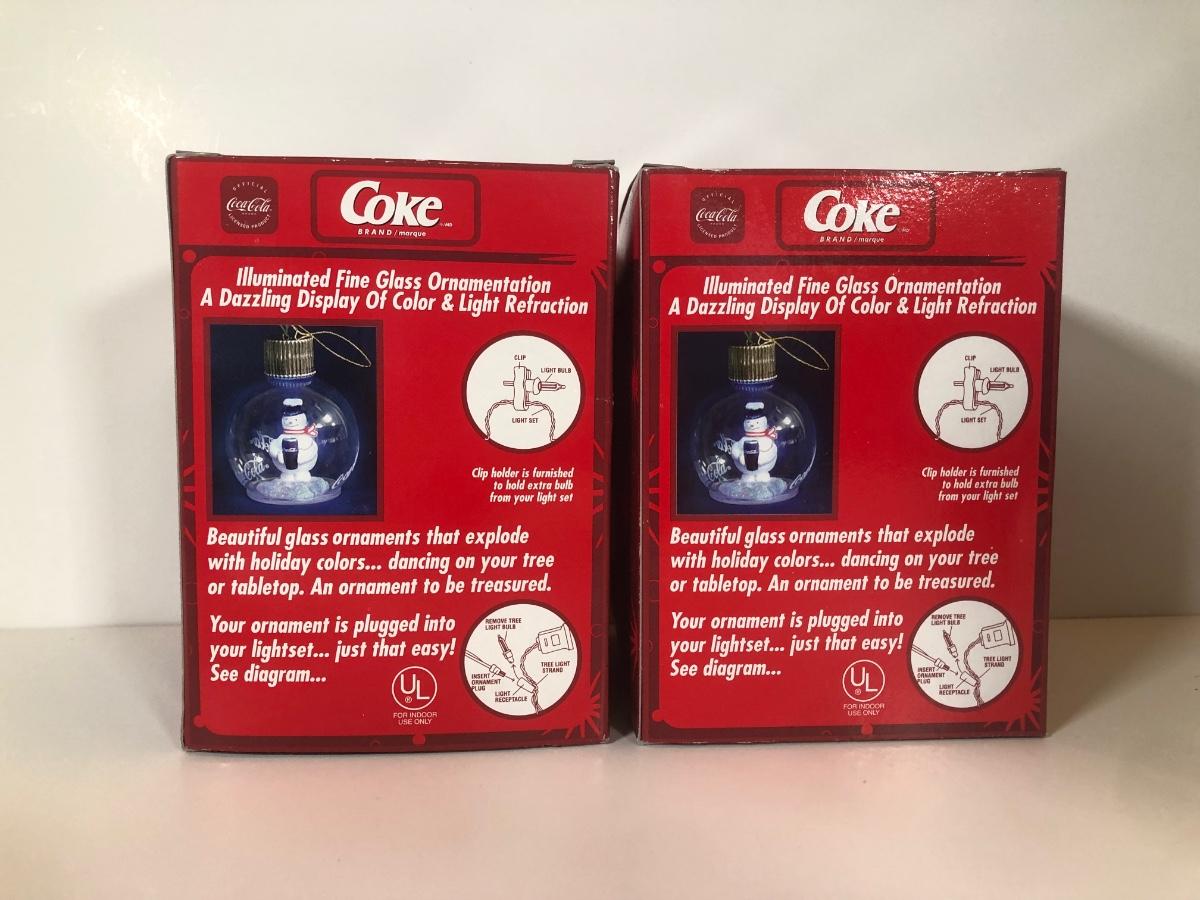 OFFICIAL
Coca-Cola
BRAND
LICENSED PRODUCT
Coke
BRAND / marque
Illuminated Fine Glass Ornamentation
A Dazzling Display Of Color & Light Refraction
CLIP
LIGHT BULB
LIGHT SET
Clip holder is furnished
to hold extra bulb
from your light set
Beautiful glass ornaments that explode
with holiday colors... dancing on your tree
or tabletop. An ornament to be treasured.
Your ornament is plugged into
your lightset... just that easy!
See diagram...
REMOVE TREE
LIGHT BULB
TREE LIGHT
STRAND
INSERT
ORNAMENT
PLUG
LIGHT
RECEPTACLE
UL
®
FOR INDOOR
USE ONLY
OFFICIAL
Coca-Cola
BRAND
LICENSED PRODUCT
Coke
BRAND / marque
Illuminated Fine Glass Ornamentation
A Dazzling Display Of Color & Light Refraction
CLIP
LIGHT BULB
LIGHT SET
Clip holder is furnished
to hold extra bulb
from your light set
Beautiful glass ornaments that explode
with holiday colors... dancing on your tree
or tabletop. An ornament to be treasured.
Your ornament is plugged into
your lightset... just that easy!
See diagram...
REMOVE TREE
LIGHT BULB
TREE LIGHT
STRAND
INSERT
ORNAMENT
PLUG
LIGHT
RECEPTACLE
UL
®
FOR INDOOR
USE ONLY